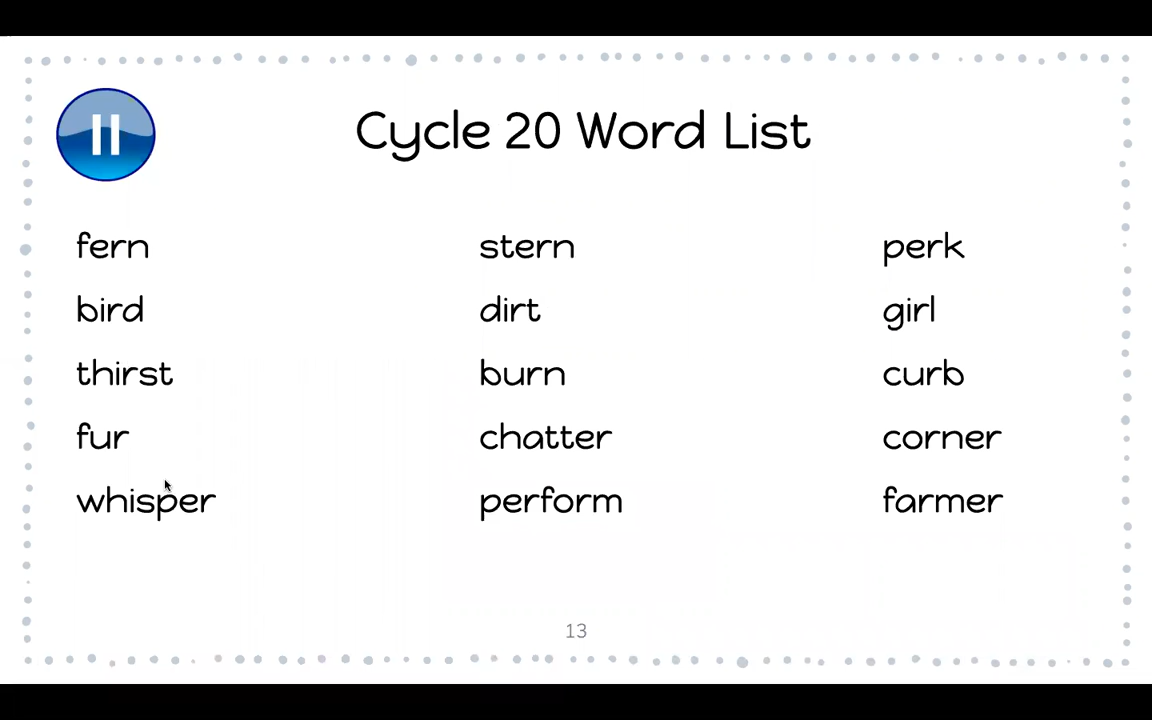 Cycle 20 Word List
fern stern perk
bird dirt girl
thirst burn curb
fur chatter corner
whisper perform farmer
13